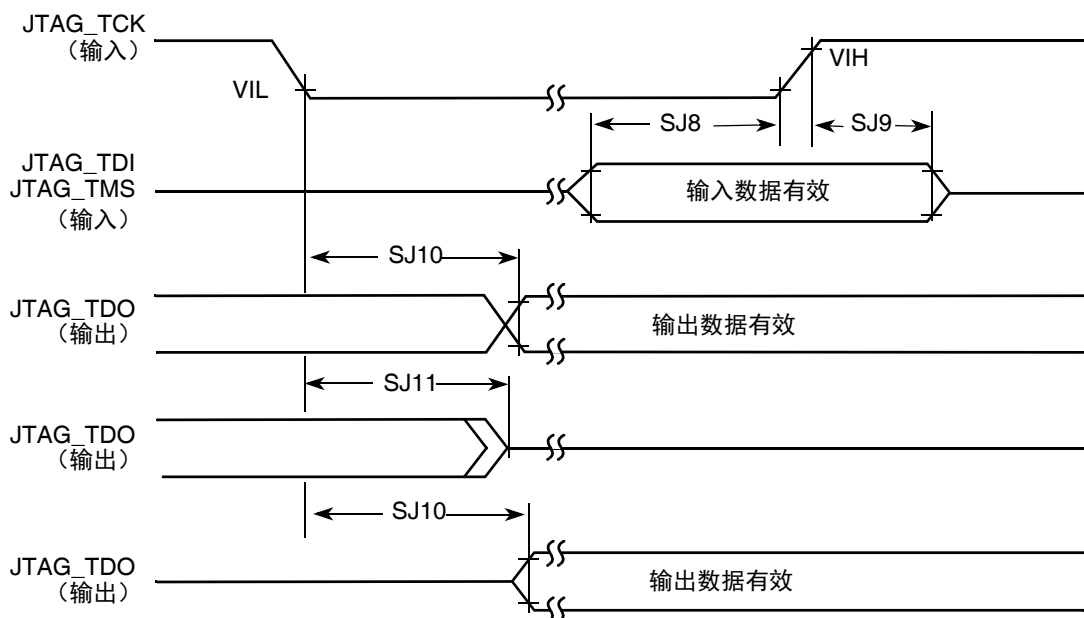 JTAG_TCK
（输入）
VIL
VIH
SJ8
SJ9
JTAG_TDI
JTAG_TMS
（输入）
输入数据有效
SJ10
JTAG_TDO
（输出）
输出数据有效
SJ11
JTAG_TDO
（输出）
SJ10
JTAG_TDO
（输出）
输出数据有效